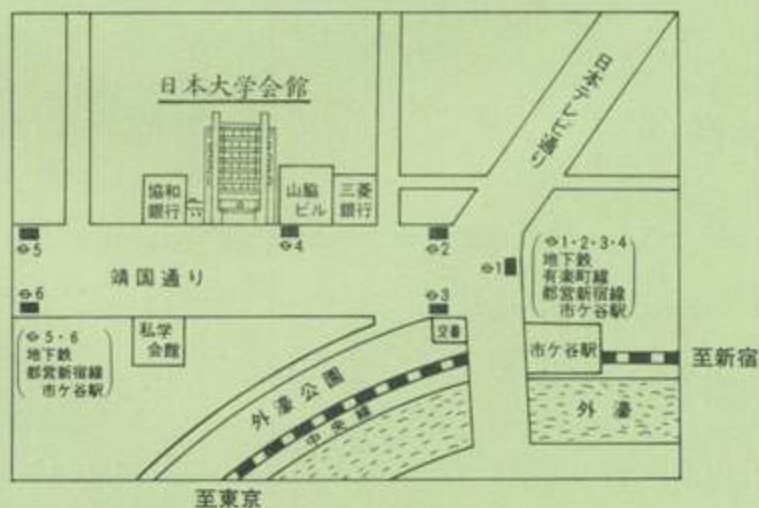 日本大学会館
日本テレビ通り
協和
銀行
山脇
ビル
三菱
銀行
5
4
2
1
1・2・3・4
地下鉄
有楽町線
都営新宿線
市ケ谷駅
靖国通り
6
3
5・6
地下鉄
都営新宿線
市ケ谷駅
私学
会館
交番
市ケ谷駅
至新宿
外濠公園
中央線
外濠
至東京